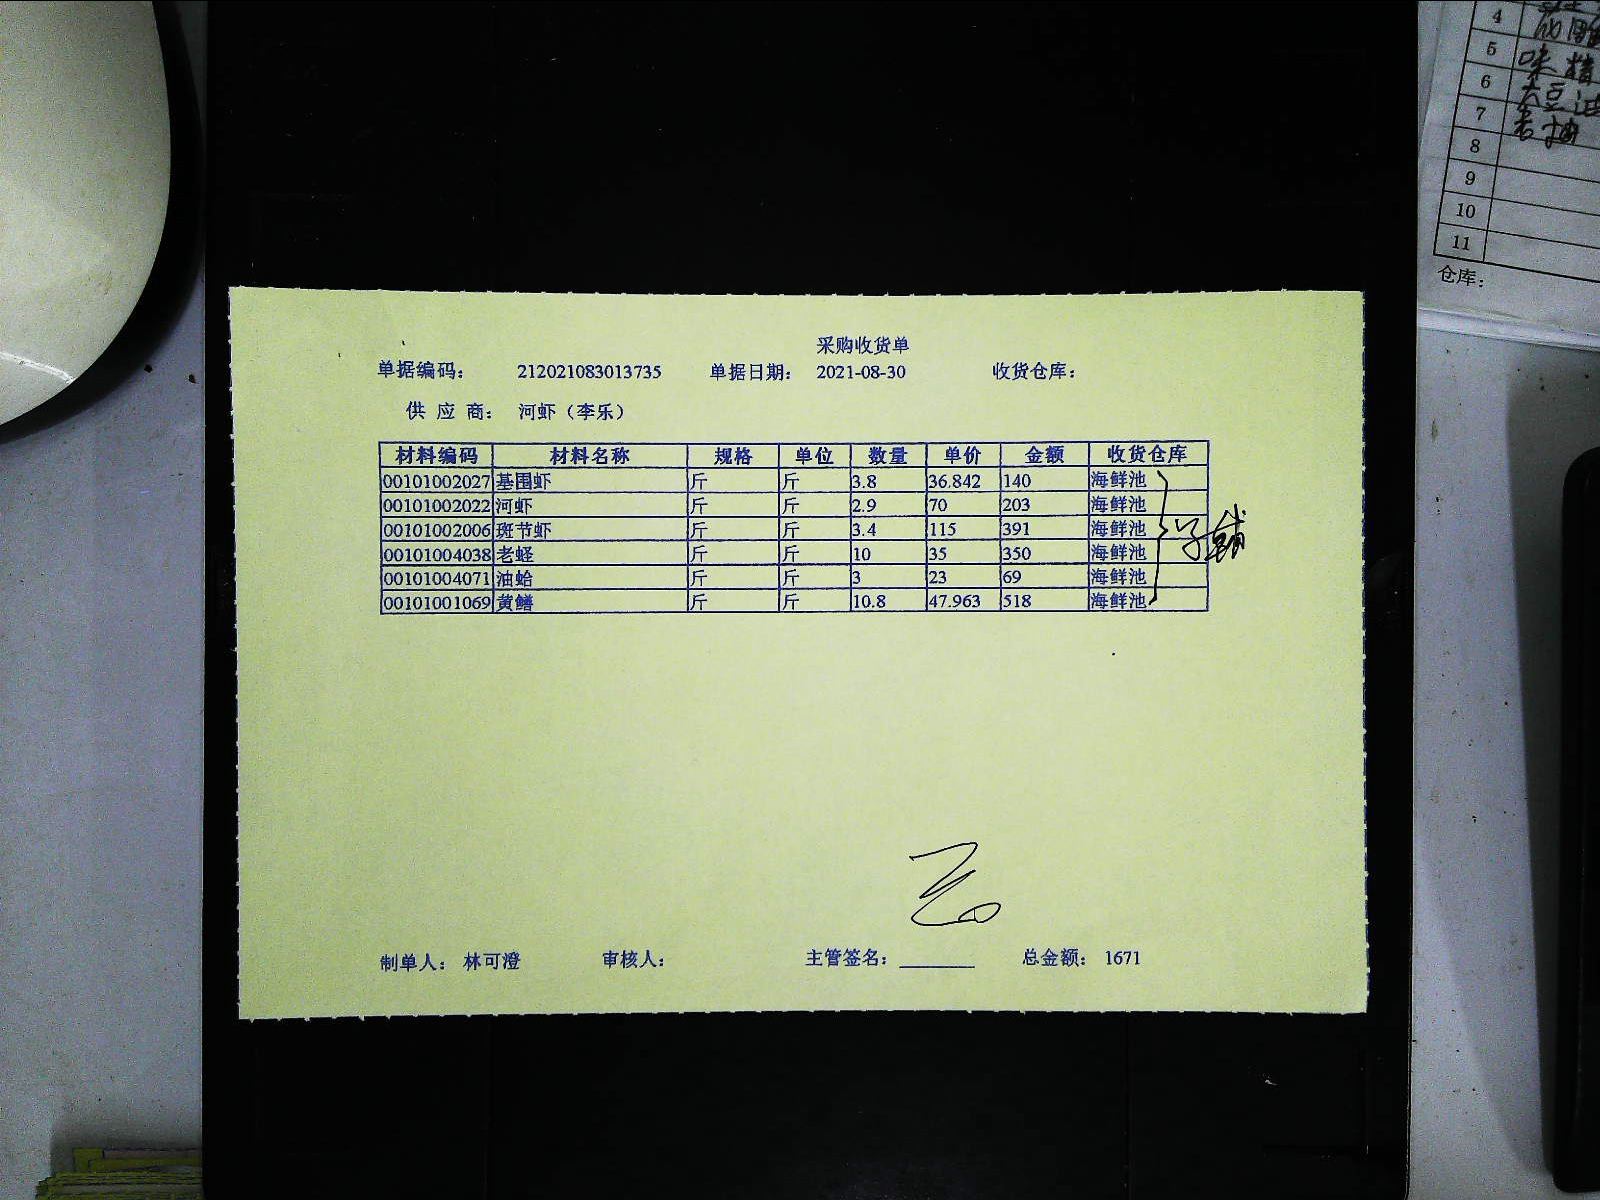 采购收货单
单据编码： 212021083013735 单据日期： 2021-08-30 收货仓库：
供 应 商： 河虾（李乐）
材料编码 材料名称 规格 单位 数量 单价 金额 收货仓库
00101002027 基围虾 斤 斤 3.8 36.842 140 海鲜池
00101002022 河虾 斤 斤 2.9 70 203 海鲜池
00101002006 斑节虾 斤 斤 3.4 115 391 海鲜池
00101004038 老蛏 斤 斤 10 35 350 海鲜池
00101004071 油蛤 斤 斤 3 23 69 海鲜池
00101001069 黄鳝 斤 斤 10.8 47.963 518 海鲜池
制单人： 林可澄 审核人： 主管签名： 总金额： 1671
4
5 味精
6 大豆油
7 老抽
8
9
10
11
仓库：